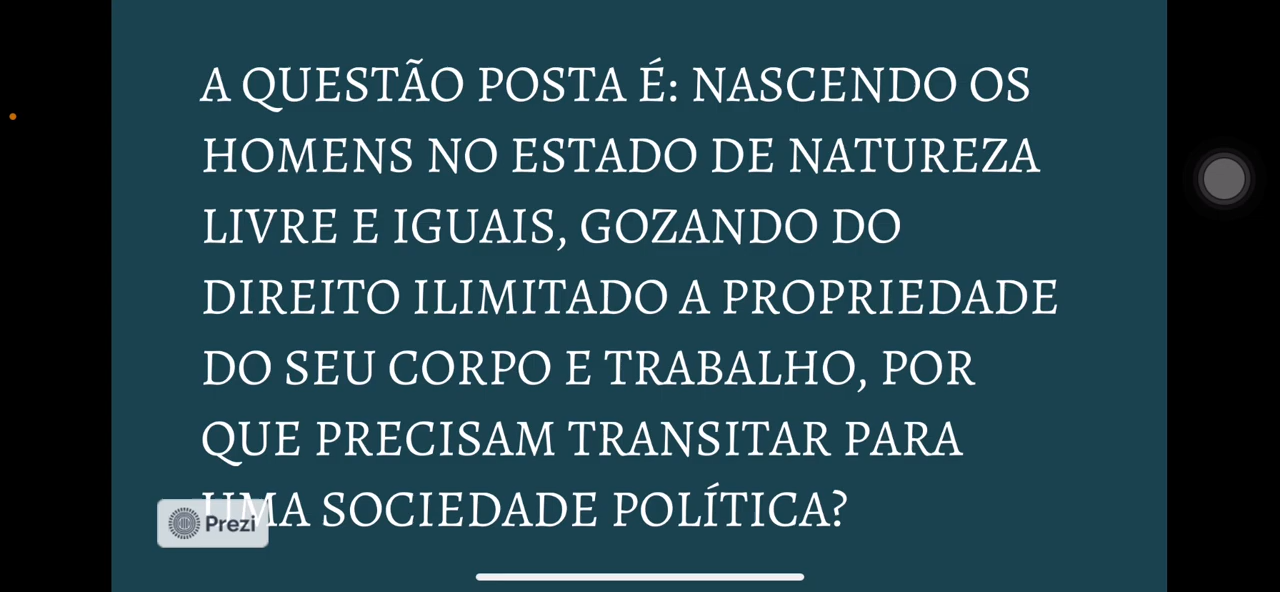 A QUESTÃO POSTA É: NASCENDO OS
HOMENS NO ESTADO DE NATUREZA
LIVRE E IGUAIS, GOZANDO DO
DIREITO ILIMITADO A PROPRIEDADE
DO SEU CORPO E TRABALHO, POR
QUE PRECISAM TRANSITAR PARA
UMA SOCIEDADE POLÍTICA?
Prezi